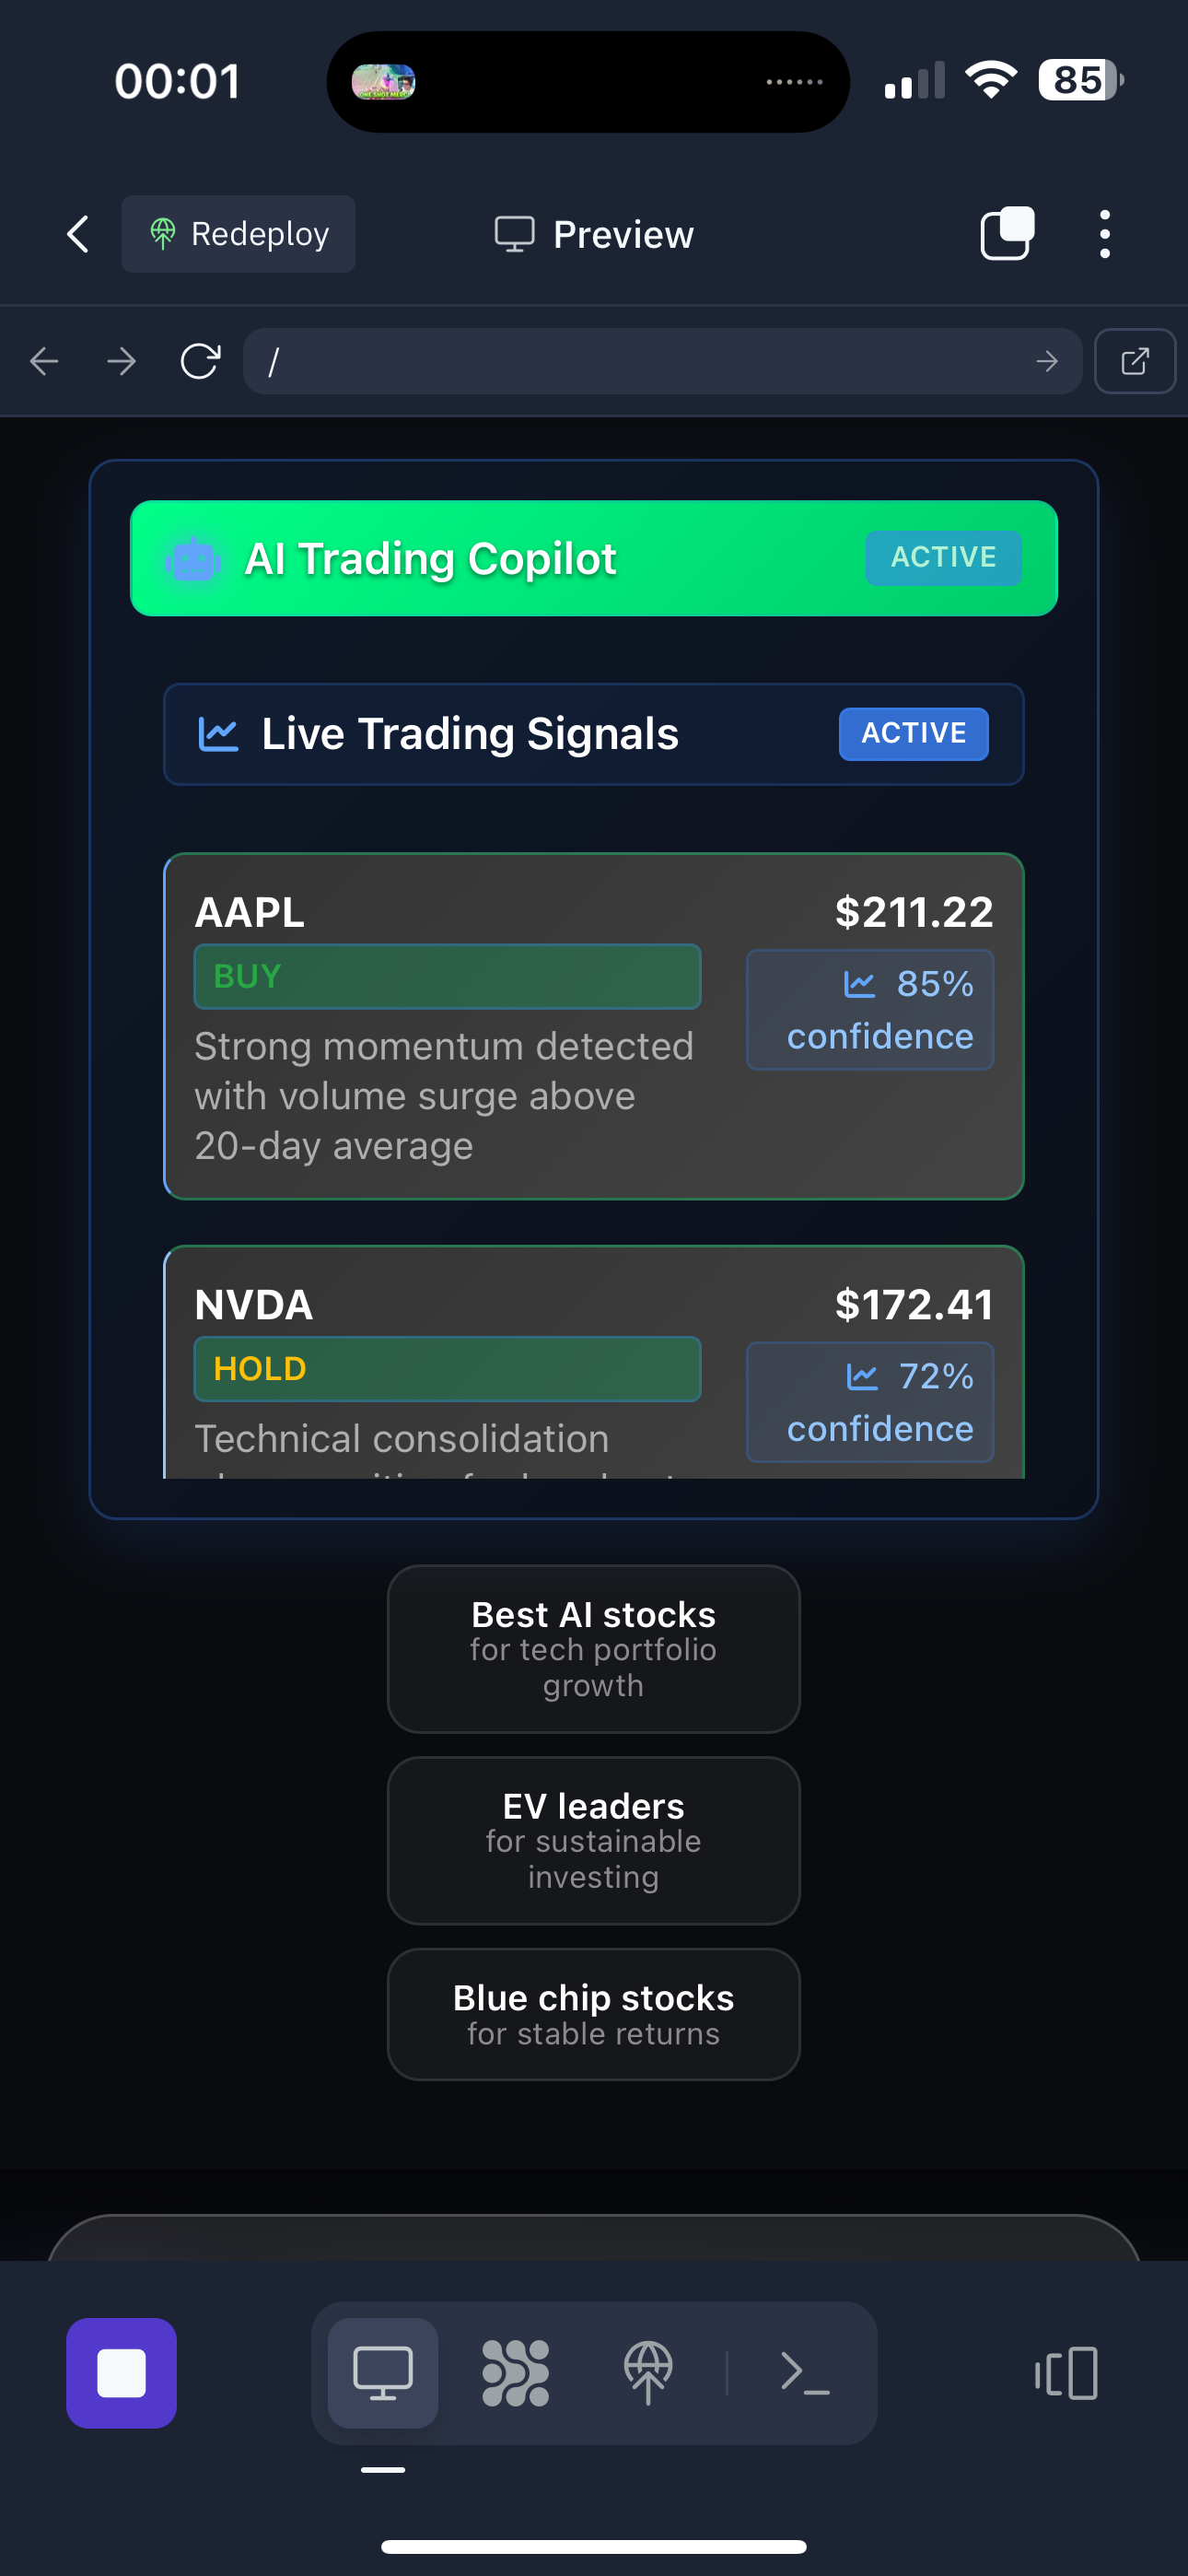 00:01
85
Redeploy
Preview
/
AI Trading Copilot
ACTIVE
Live Trading Signals
ACTIVE
AAPL
$211.22
BUY
85%
confidence
Strong momentum detected
with volume surge above
20-day average
NVDA
$172.41
HOLD
72%
confidence
Technical consolidation
Best AI stocks
for tech portfolio
growth
EV leaders
for sustainable
investing
Blue chip stocks
for stable returns